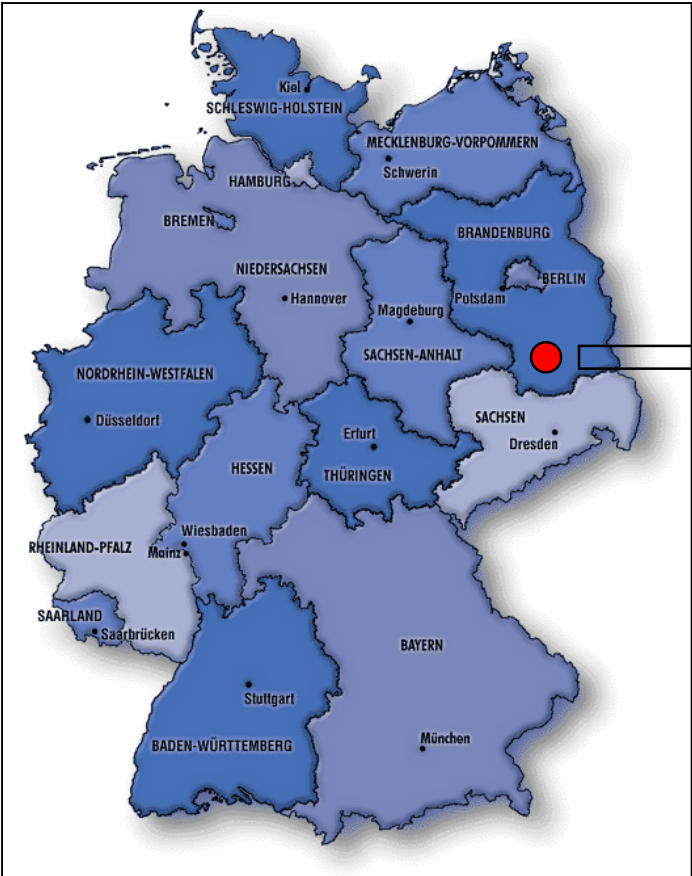 Kiel
SCHLESWIG-HOLSTEIN
MECKLENBURG-VORPOMMERN
Schwerin
HAMBURG
BREMEN
BRANDENBURG
NIEDERSACHSEN
BERLIN
Hannover
Potsdam
Magdeburg
SACHSEN-ANHALT
NORDRHEIN-WESTFALEN
Düsseldorf
SACHSEN
Erfurt
Dresden
HESSEN
THÜRINGEN
Wiesbaden
RHEINLAND-PFALZ
Mainz
SAARLAND
Saarbrücken
BAYERN
Stuttgart
München
BADEN-WÜRTTEMBERG